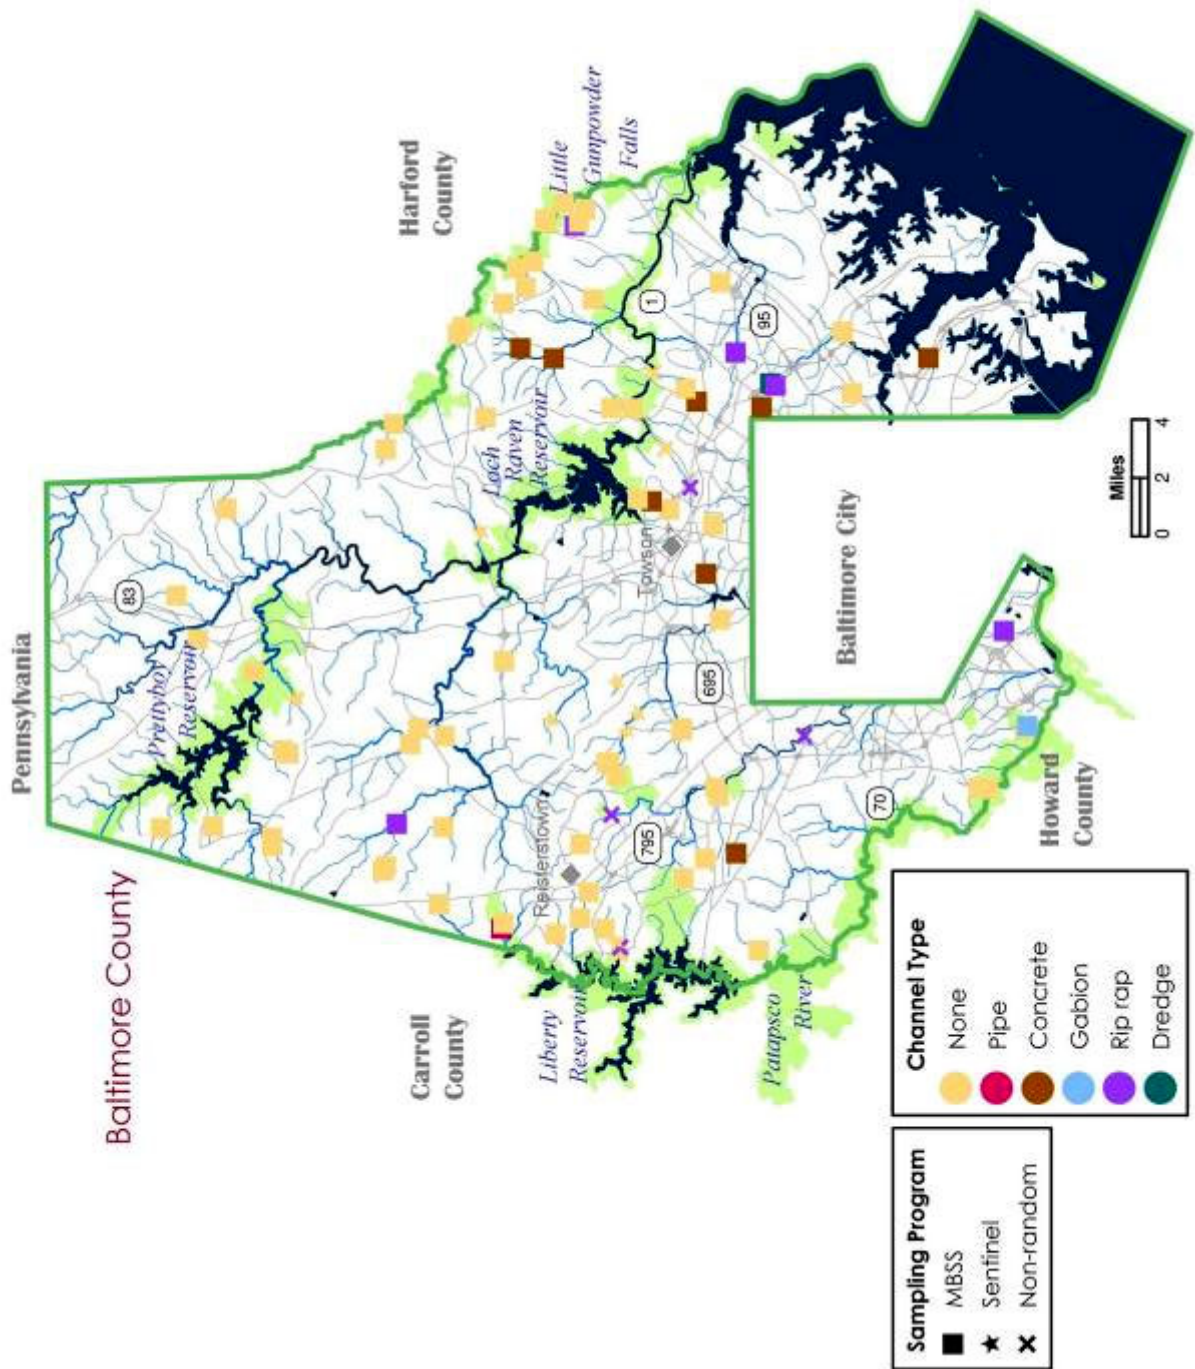 Baltimore County
Pennsylvania
Harford
County
Carroll
County
Howard
County
Baltimore City
Prettyboy
Reservoir
Loch
Raven
Reservoir
Little
Gunpowder
Falls
Liberty
Reservoir
Patapsco
River
Reisterstown
Towson
83
1
95
695
795
70
Miles
0 2 4
Sampling Program
MBSS
Sentinel
Non-random
Channel Type
None
Pipe
Concrete
Gabion
Rip rap
Dredge